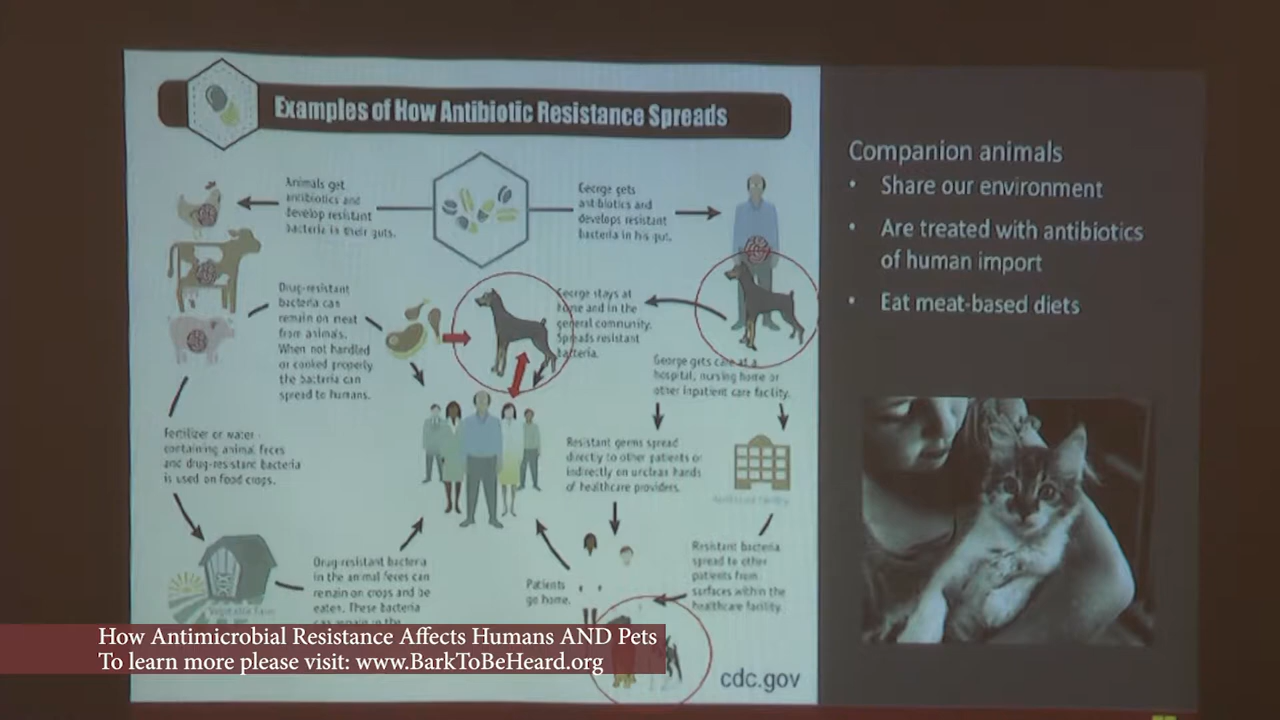 Examples of How Antibiotic Resistance Spreads
Animals get
antibiotics and
develop resistant
bacteria in their guts.
George gets
antibiotics and
develops resistant
bacteria in his gut.
Drug-resistant
bacteria can
remain on meat
from animals.
When not handled
or cooked properly
the bacteria can
spread to humans.
George stays at
home and in the
general community.
Spreads resistant
bacteria.
George gets care at a
hospital, nursing home or
other inpatient care facility.
Fertilizer or water
containing animal feces
and drug-resistant bacteria
is used on food crops.
Resistant germs spread
directly to other patients or
indirectly on unclean hands
of healthcare providers.
Healthcare Facility
Drug-resistant bacteria
in the animal feces can
remain on crops and be
eaten. These bacteria
can remain in the
Vegetable Farm
Patients
go home.
Resistant bacteria
spread to other
patients from
surfaces within the
healthcare facility.
cdc.gov
Companion animals
• Share our environment
• Are treated with antibiotics
of human import
• Eat meat-based diets
How Antimicrobial Resistance Affects Humans AND Pets
To learn more please visit: www.BarkToBeHeard.org